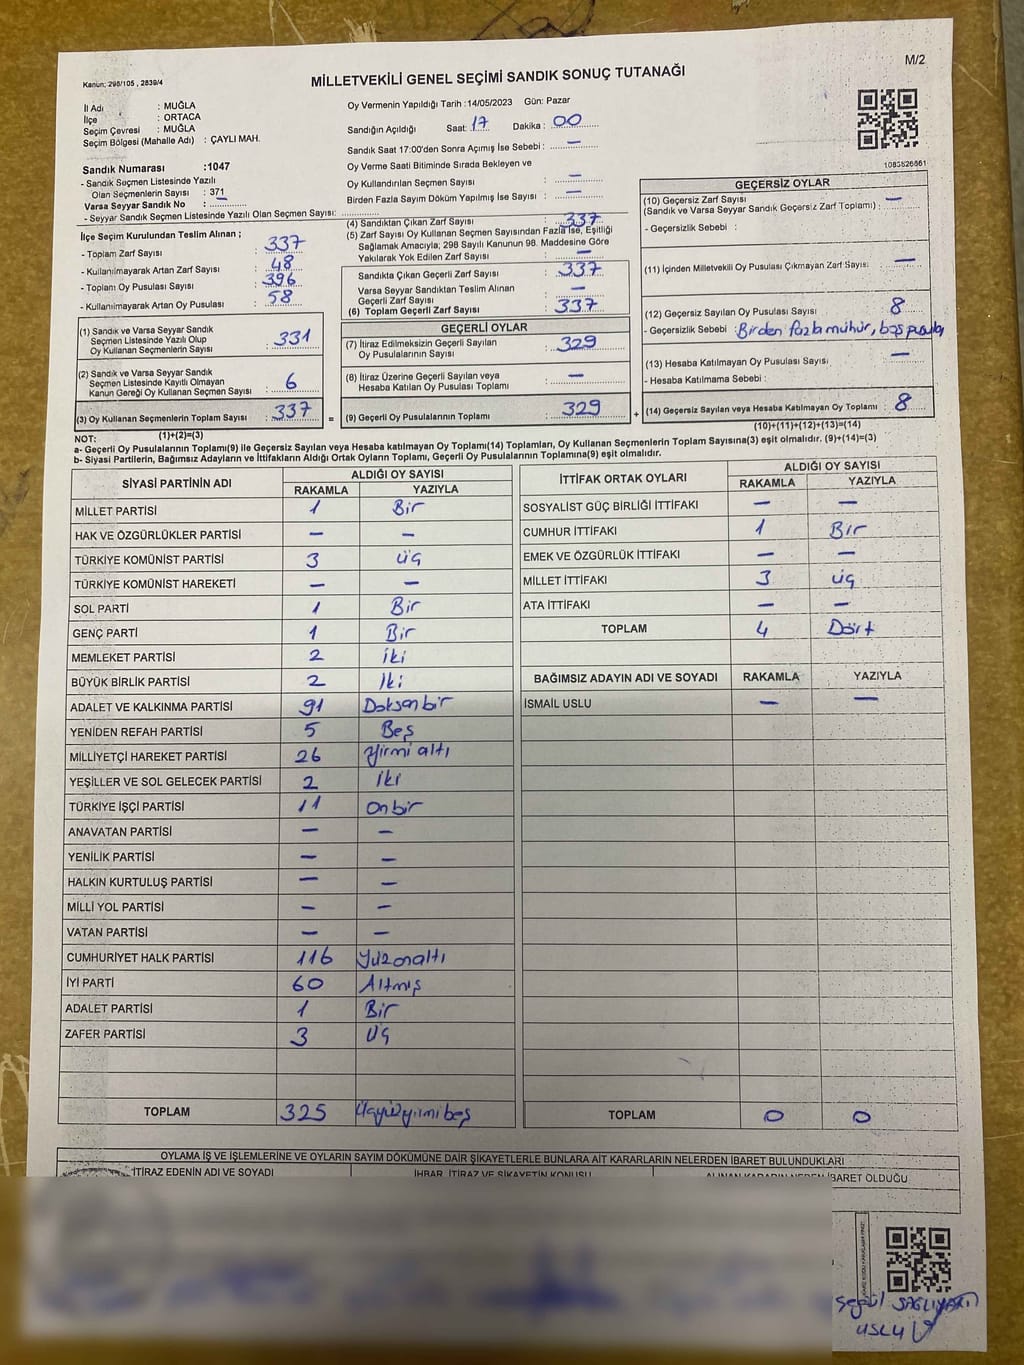 M/2
Kanun; 298/105 , 2839/4
MİLLETVEKİLİ GENEL SEÇİMİ SANDIK SONUÇ TUTANAĞI
İl Adı : MUĞLA
İlçe : ORTACA
Seçim Çevresi : MUĞLA
Seçim Bölgesi (Mahalle Adı) : ÇAYLI MAH.
Oy Vermenin Yapıldığı Tarih :14/05/2023 Gün: Pazar
Sandığın Açıldığı Saat: 17 Dakika : 00
Sandık Saat 17:00'den Sonra Açımış İse Sebebi : —
Oy Verme Saati Bitiminde Sırada Bekleyen ve
Oy Kullandırılan Seçmen Sayısı : —
Birden Fazla Sayım Döküm Yapılmış İse Sayısı : —
1083826861
Sandık Numarası :1047
- Sandık Seçmen Listesinde Yazılı
Olan Seçmenlerin Sayısı : 371
Varsa Seyyar Sandık No : —
- Seyyar Sandık Seçmen Listesinde Yazılı Olan Seçmen Sayısı:
İlçe Seçim Kurulundan Teslim Alınan ;
- Toplam Zarf Sayısı : 337
- Kullanılmayarak Artan Zarf Sayısı : 48
- Toplam Oy Pusulası Sayısı : 396
- Kullanılmayarak Artan Oy Pusulası : 58
(1) Sandık ve Varsa Seyyar Sandık
Seçmen Listesinde Yazılı Olup
Oy Kullanan Seçmenlerin Sayısı : 331
(2) Sandık ve Varsa Seyyar Sandık
Seçmen Listesinde Kayıtlı Olmayan
Kanun Gereği Oy Kullanan Seçmen Sayısı : 6
(3) Oy Kullanan Seçmenlerin Toplam Sayısı : 337
(1)+(2)=(3)
(4) Sandıktan Çıkan Zarf Sayısı : 337
(5) Zarf Sayısı Oy Kullanan Seçmen Sayısından Fazla İse, Eşitliği
Sağlamak Amacıyla; 298 Sayılı Kanunun 98. Maddesine Göre
Yakılarak Yok Edilen Zarf Sayısı : —
Sandıkta Çıkan Geçerli Zarf Sayısı : 337
Varsa Seyyar Sandıktan Teslim Alınan
Geçerli Zarf Sayısı : —
(6) Toplam Geçerli Zarf Sayısı : 337
GEÇERLİ OYLAR
(7) İtiraz Edilmeksizin Geçerli Sayılan
Oy Pusulalarının Sayısı : 329
(8) İtiraz Üzerine Geçerli Sayılan veya
Hesaba Katılan Oy Pusulası Toplamı : —
= (9) Geçerli Oy Pusulalarının Toplamı : 329 +
GEÇERSİZ OYLAR
(10) Geçersiz Zarf Sayısı
(Sandık ve Varsa Seyyar Sandık Geçersiz Zarf Toplamı) : —
- Geçersizlik Sebebi :
(11) İçinden Milletvekili Oy Pusulası Çıkmayan Zarf Sayısı : —
(12) Geçersiz Sayılan Oy Pusulası Sayısı : 8
- Geçersizlik Sebebi : Birden fazla mühür, boş pusula
(13) Hesaba Katılmayan Oy Pusulası Sayısı : —
- Hesaba Katılmama Sebebi :
(14) Geçersiz Sayılan veya Hesaba Katılmayan Oy Toplamı : 8
(10)+(11)+(12)+(13)=(14)
NOT:
a- Geçerli Oy Pusulalarının Toplamı(9) ile Geçersiz Sayılan veya Hesaba katılmayan Oy Toplamı(14) Toplamları, Oy Kullanan Seçmenlerin Toplam Sayısına(3) eşit olmalıdır. (9)+(14)=(3)
b- Siyasi Partilerin, Bağımsız Adayların ve İttifakların Aldığı Ortak Oyların Toplamı, Geçerli Oy Pusulalarının Toplamına(9) eşit olmalıdır.
SİYASİ PARTİNİN ADI ALDIĞI OY SAYISI
RAKAMLA YAZIYLA
MİLLET PARTİSİ 1 Bir
HAK VE ÖZGÜRLÜKLER PARTİSİ — —
TÜRKİYE KOMÜNİST PARTİSİ 3 Üç
TÜRKİYE KOMÜNİST HAREKETİ — —
SOL PARTİ 1 Bir
GENÇ PARTİ 1 Bir
MEMLEKET PARTİSİ 2 İki
BÜYÜK BİRLİK PARTİSİ 2 İki
ADALET VE KALKINMA PARTİSİ 91 Doksanbir
YENİDEN REFAH PARTİSİ 5 Beş
MİLLİYETÇİ HAREKET PARTİSİ 26 Yirmi altı
YEŞİLLER VE SOL GELECEK PARTİSİ 2 İki
TÜRKİYE İŞÇİ PARTİSİ 11 Onbir
ANAVATAN PARTİSİ — —
YENİLİK PARTİSİ — —
HALKIN KURTULUŞ PARTİSİ — —
MİLLİ YOL PARTİSİ — —
VATAN PARTİSİ — —
CUMHURİYET HALK PARTİSİ 116 Yüzonaltı
İYİ PARTİ 60 Altmış
ADALET PARTİSİ 1 Bir
ZAFER PARTİSİ 3 Üç
TOPLAM 325 Üçyüzyirmibeş
İTTİFAK ORTAK OYLARI ALDIĞI OY SAYISI
RAKAMLA YAZIYLA
SOSYALİST GÜÇ BİRLİĞİ İTTİFAKI — —
CUMHUR İTTİFAKI 1 Bir
EMEK VE ÖZGÜRLÜK İTTİFAKI — —
MİLLET İTTİFAKI 3 Üç
ATA İTTİFAKI — —
TOPLAM 4 Dört
BAĞIMSIZ ADAYIN ADI VE SOYADI RAKAMLA YAZIYLA
İSMAİL USLU — —
TOPLAM 0 0
OYLAMA İŞ VE İŞLEMLERİNE VE OYLARIN SAYIM DÖKÜMÜNE DAİR ŞİKAYETLERLE BUNLARA AİT KARARLARIN NELERDEN İBARET BULUNDUKLARI
İTİRAZ EDENİN ADI VE SOYADI İHBAR, İTİRAZ VE ŞİKAYETİN KONUSU ALINAN KARARIN NEDEN İBARET OLDUĞU
USLU